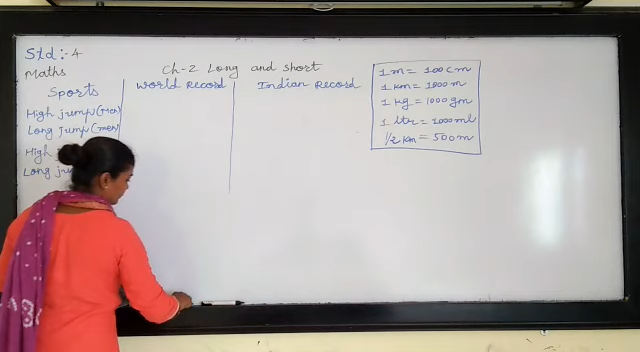 Std:- 4
Maths
Ch-2 Long and short
Sports World Record Indian Record
High jump (Men)
Long jump (men)
High
Long ju
1 m = 100 cm
1 km = 1000 m
1 kg = 1000 gm
1 ltr = 1000 ml
1/2 km = 500 m